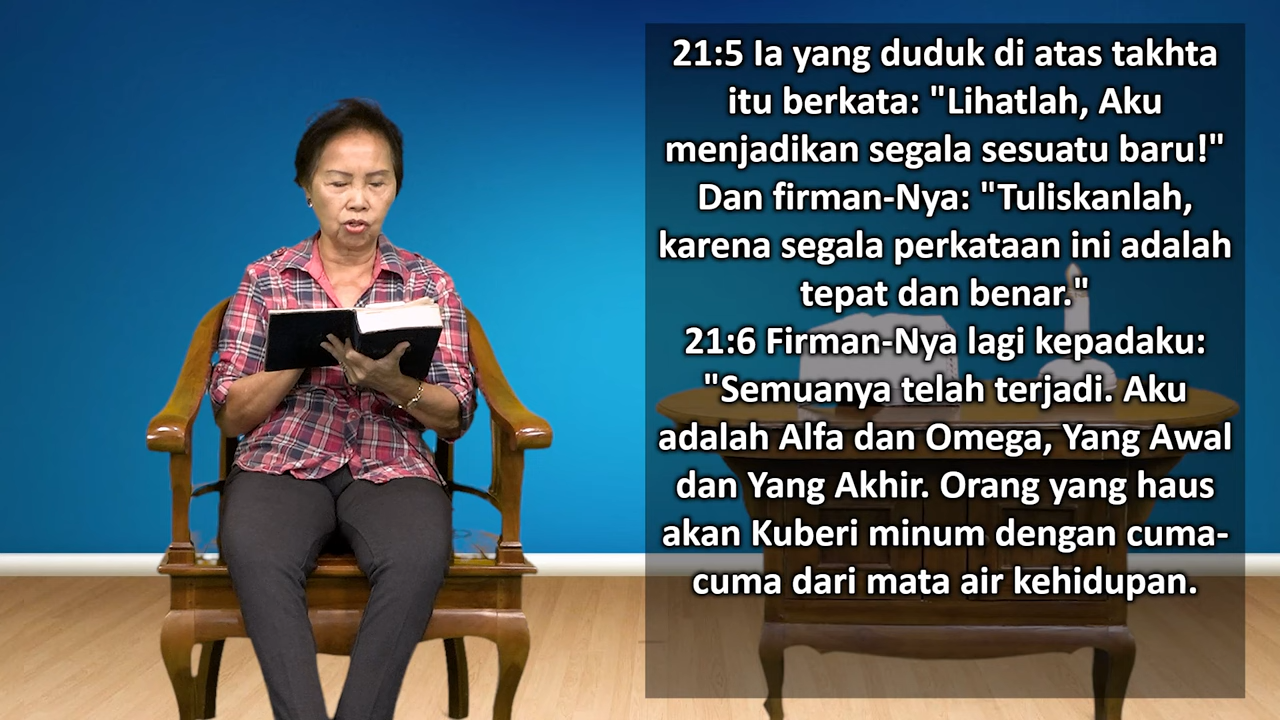 21:5 Ia yang duduk di atas takhta
itu berkata: "Lihatlah, Aku
menjadikan segala sesuatu baru!"
Dan firman-Nya: "Tuliskanlah,
karena segala perkataan ini adalah
tepat dan benar."
21:6 Firman-Nya lagi kepadaku:
"Semuanya telah terjadi. Aku
adalah Alfa dan Omega, Yang Awal
dan Yang Akhir. Orang yang haus
akan Kuberi minum dengan cuma-
cuma dari mata air kehidupan.